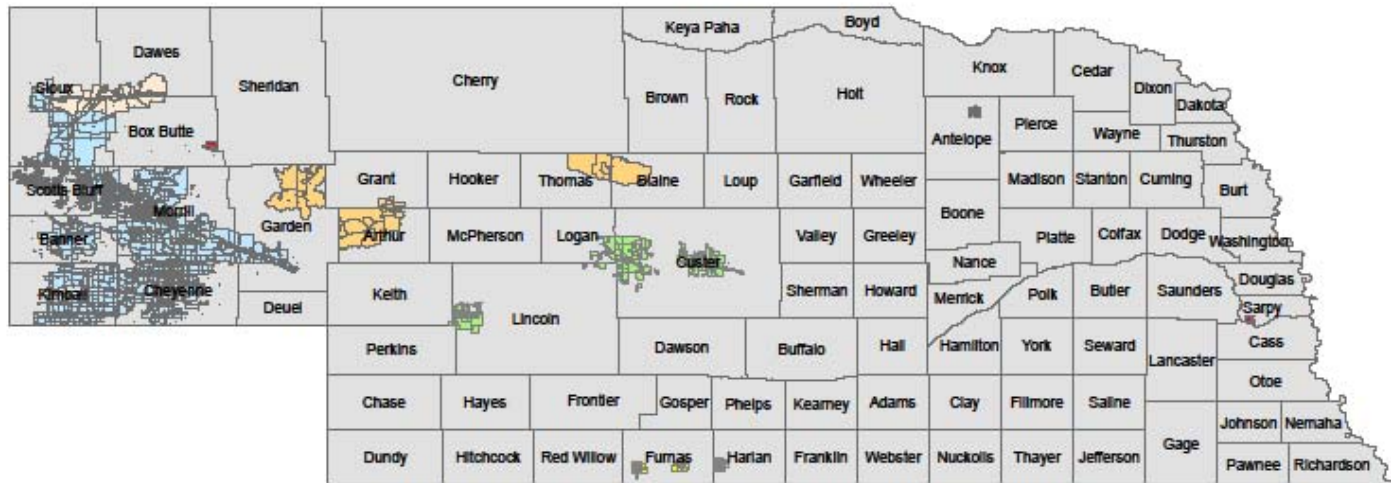 Keya Paha
Boyd
Dawes
Sioux
Sheridan
Cherry
Brown
Rock
Holt
Knox
Cedar
Dixon
Dakota
Box Butte
Antelope
Pierce
Wayne
Thurston
Scotts Bluff
Morrill
Garden
Grant
Hooker
Thomas
Blaine
Loup
Garfield
Wheeler
Madison
Stanton
Cuming
Burt
Banner
Arthur
McPherson
Logan
Custer
Valley
Greeley
Boone
Platte
Colfax
Dodge
Washington
Nance
Kimball
Cheyenne
Deuel
Keith
Lincoln
Sherman
Howard
Merrick
Polk
Butler
Saunders
Douglas
Sarpy
Perkins
Dawson
Buffalo
Hall
Hamilton
York
Seward
Lancaster
Cass
Otoe
Chase
Hayes
Frontier
Gosper
Phelps
Kearney
Adams
Clay
Fillmore
Saline
Johnson
Nemaha
Dundy
Hitchcock
Red Willow
Furnas
Harlan
Franklin
Webster
Nuckolls
Thayer
Jefferson
Gage
Pawnee
Richardson